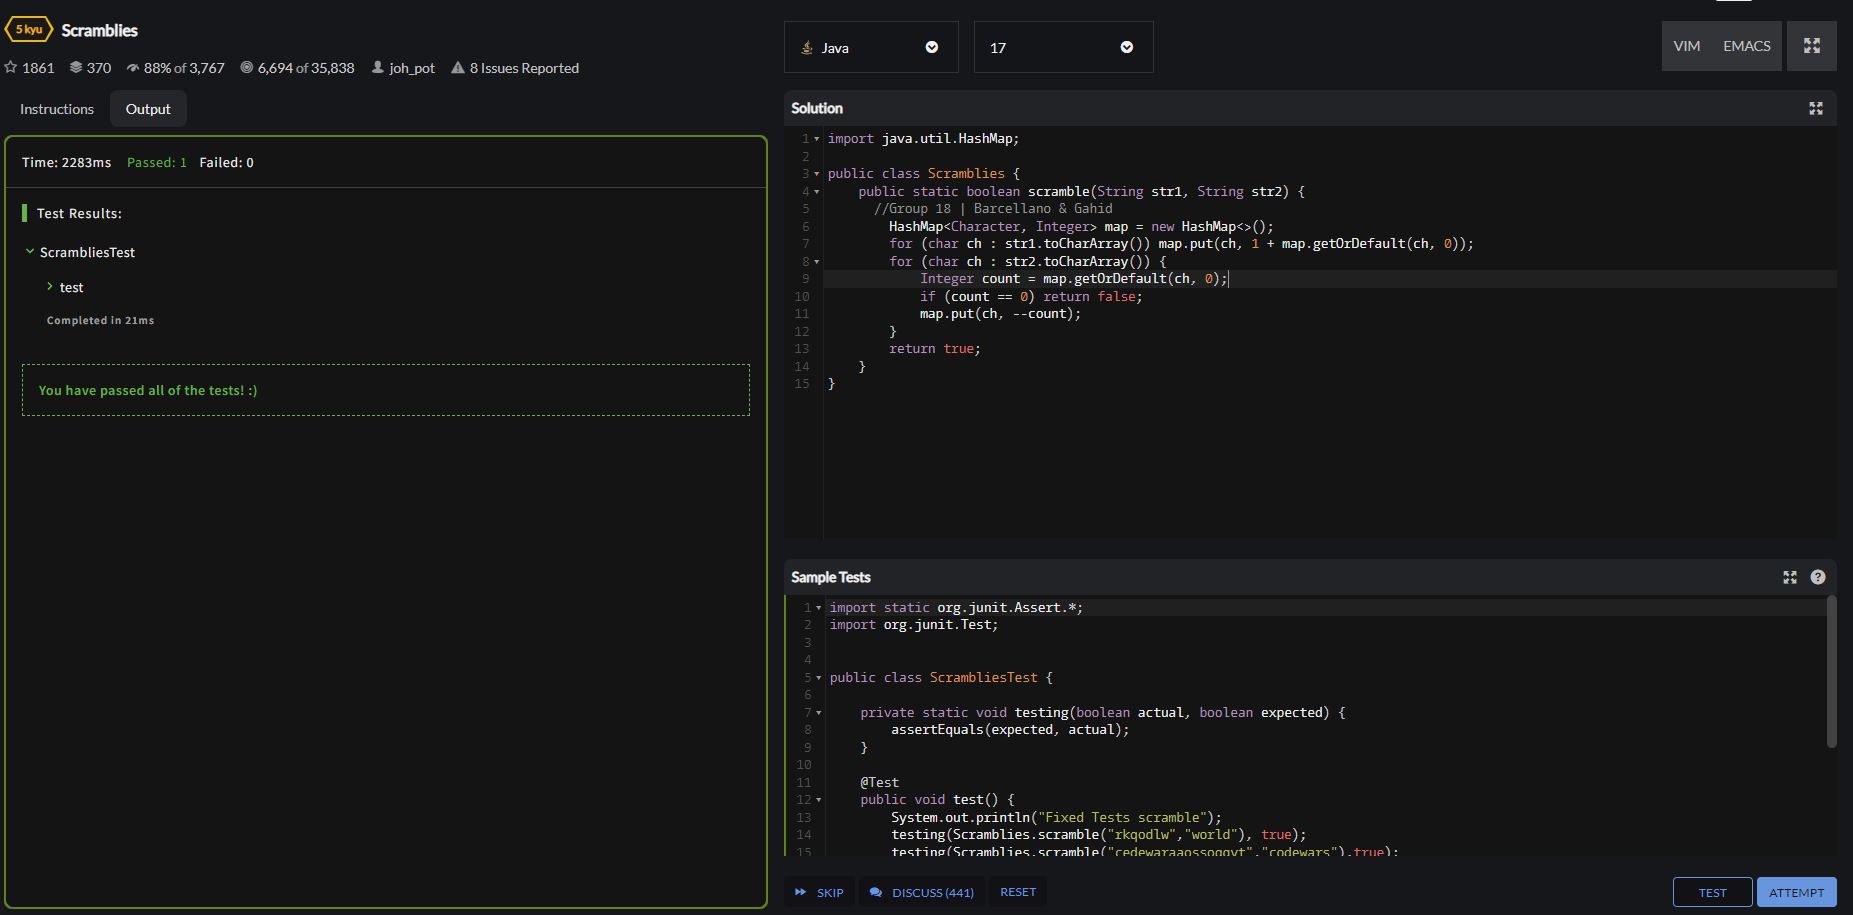 5 kyu Scramblies
1861 370 88% of 3,767 6,694 of 35,838 joh_pot 8 Issues Reported
Instructions Output
Time: 2283ms Passed: 1 Failed: 0
Test Results:
ScrambliesTest
test
Completed in 21ms
You have passed all of the tests! :)
Java 17 VIM EMACS
Solution
1 import java.util.HashMap;
2
3 public class Scramblies {
4 public static boolean scramble(String str1, String str2) {
5 //Group 18 | Barcellano & Gahid
6 HashMap<Character, Integer> map = new HashMap<>();
7 for (char ch : str1.toCharArray()) map.put(ch, 1 + map.getOrDefault(ch, 0));
8 for (char ch : str2.toCharArray()) {
9 Integer count = map.getOrDefault(ch, 0);
10 if (count == 0) return false;
11 map.put(ch, --count);
12 }
13 return true;
14 }
15 }
Sample Tests ?
1 import static org.junit.Assert.*;
2 import org.junit.Test;
3
4
5 public class ScrambliesTest {
6
7 private static void testing(boolean actual, boolean expected) {
8 assertEquals(expected, actual);
9 }
10
11 @Test
12 public void test() {
13 System.out.println("Fixed Tests scramble");
14 testing(Scramblies.scramble("rkqodlw","world"), true);
15 testing(Scramblies.scramble("cedewaraaossoqqyt","codewars"),true);
SKIP DISCUSS (441) RESET TEST ATTEMPT